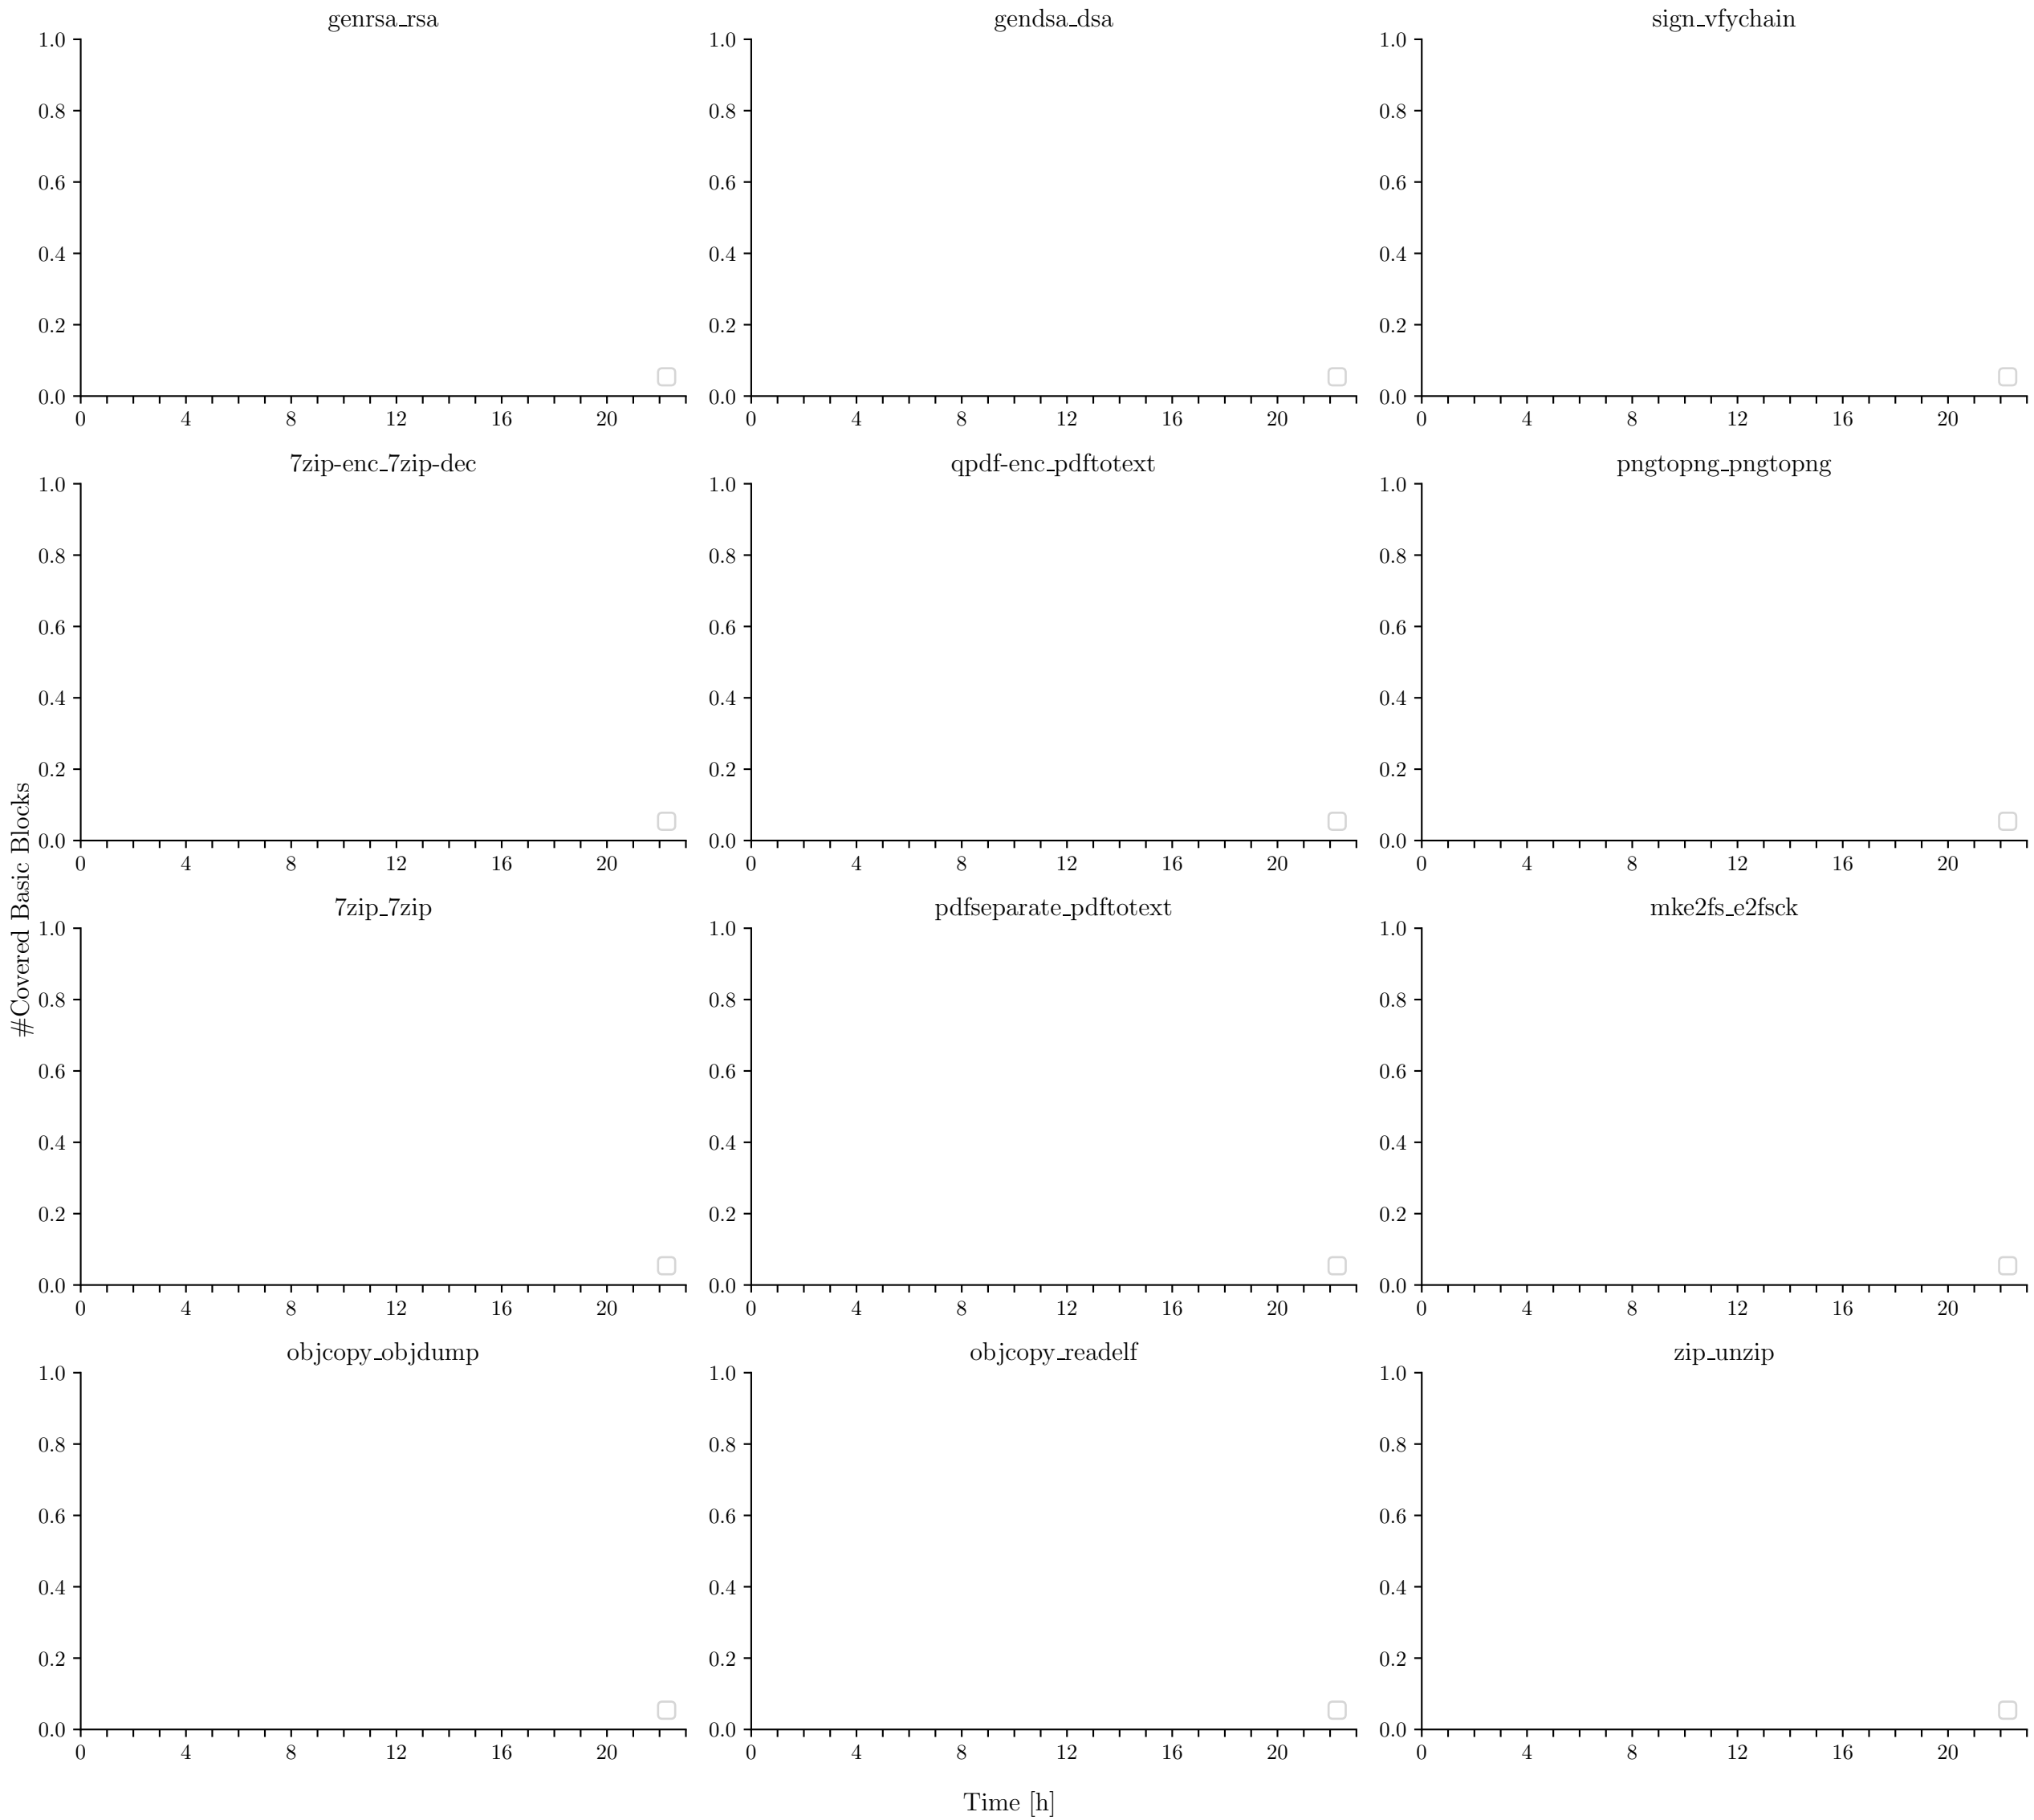 genrsa_rsa
gendsa_dsa
sign_vfychain
1.0
0.8
0.6
0.4
0.2
0.0
0 4 8 12 16 20
1.0
0.8
0.6
0.4
0.2
0.0
0 4 8 12 16 20
1.0
0.8
0.6
0.4
0.2
0.0
0 4 8 12 16 20
7zip-enc_7zip-dec
qpdf-enc_pdftotext
pngtopng_pngtopng
1.0
0.8
0.6
0.4
0.2
0.0
0 4 8 12 16 20
1.0
0.8
0.6
0.4
0.2
0.0
0 4 8 12 16 20
1.0
0.8
0.6
0.4
0.2
0.0
0 4 8 12 16 20
#Covered Basic Blocks
7zip_7zip
pdfseparate_pdftotext
mke2fs_e2fsck
1.0
0.8
0.6
0.4
0.2
0.0
0 4 8 12 16 20
1.0
0.8
0.6
0.4
0.2
0.0
0 4 8 12 16 20
1.0
0.8
0.6
0.4
0.2
0.0
0 4 8 12 16 20
objcopy_objdump
objcopy_readelf
zip_unzip
1.0
0.8
0.6
0.4
0.2
0.0
0 4 8 12 16 20
1.0
0.8
0.6
0.4
0.2
0.0
0 4 8 12 16 20
1.0
0.8
0.6
0.4
0.2
0.0
0 4 8 12 16 20
Time [h]